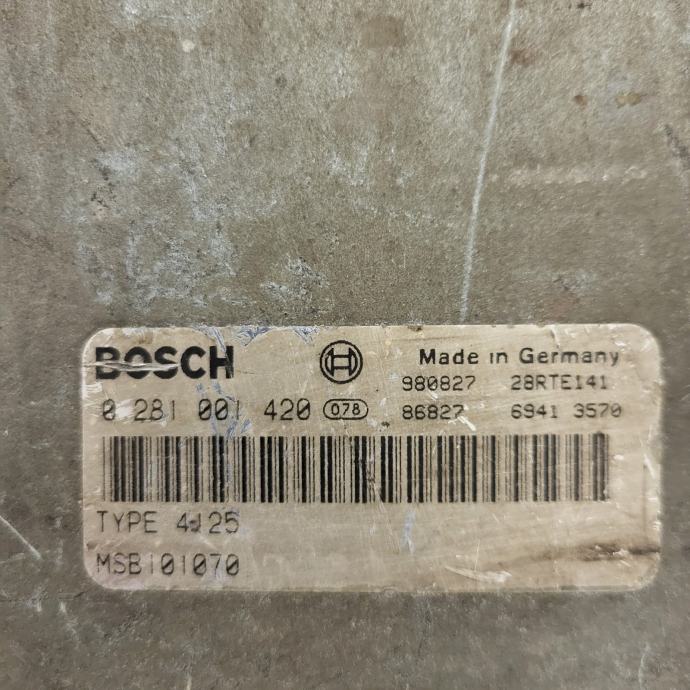 BOSCH
Made in Germany
980827 28RTE141
0 281 001 420 078 86827 6941 3570
TYPE 4J25
MSB101070